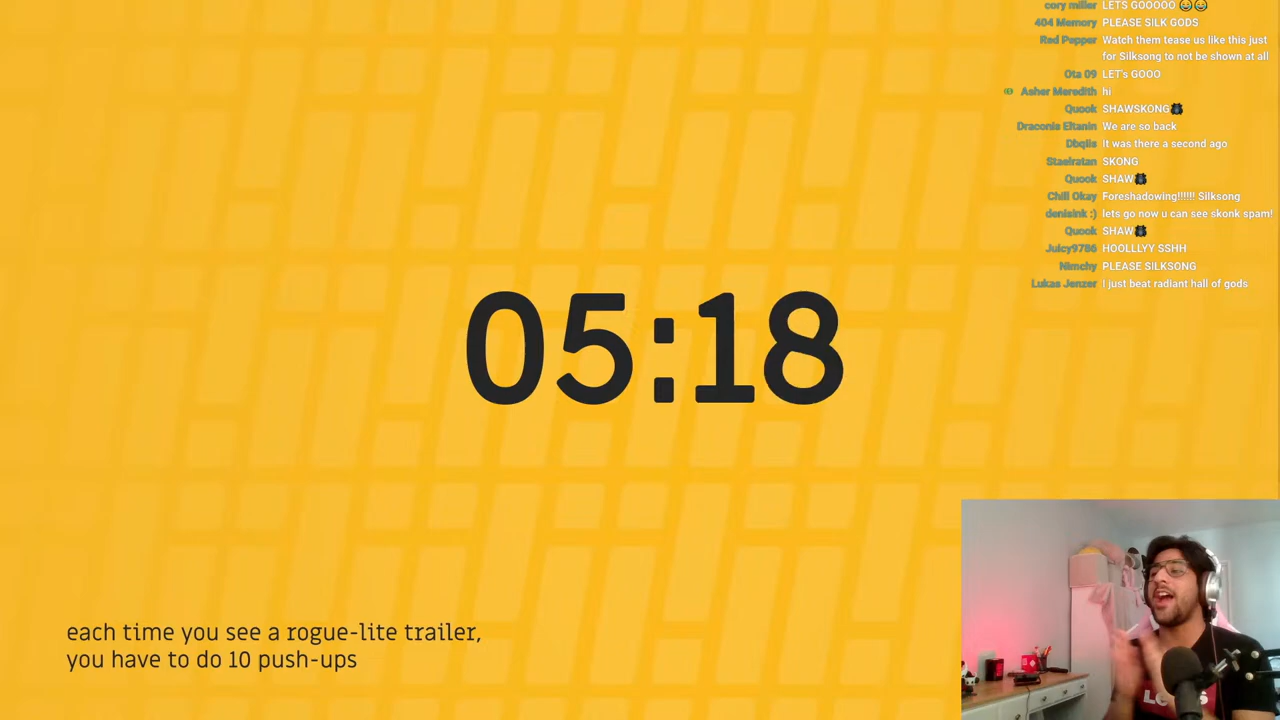 cory miller LETS GOOOOO 😂😂
404 Memory PLEASE SILK GODS
Red Pepper Watch them tease us like this just
for Silksong to not be shown at all
Ota 09 LET's GOOO
Asher Meredith hi
Quook SHAWSKONG
Draconis Eltanin We are so back
Dbqiis it was there a second ago
Staelratan SKONG
Quook SHAW
Chill Okay Foreshadowing!!!!!! Silksong
denisink :) lets go now u can see skonk spam!
Quook SHAW
Juicy9786 HOOLLLYY SSHH
Nimchy PLEASE SILKSONG
Lukas Jenzer I just beat radiant hall of gods
05:18
each time you see a rogue-lite trailer,
you have to do 10 push-ups